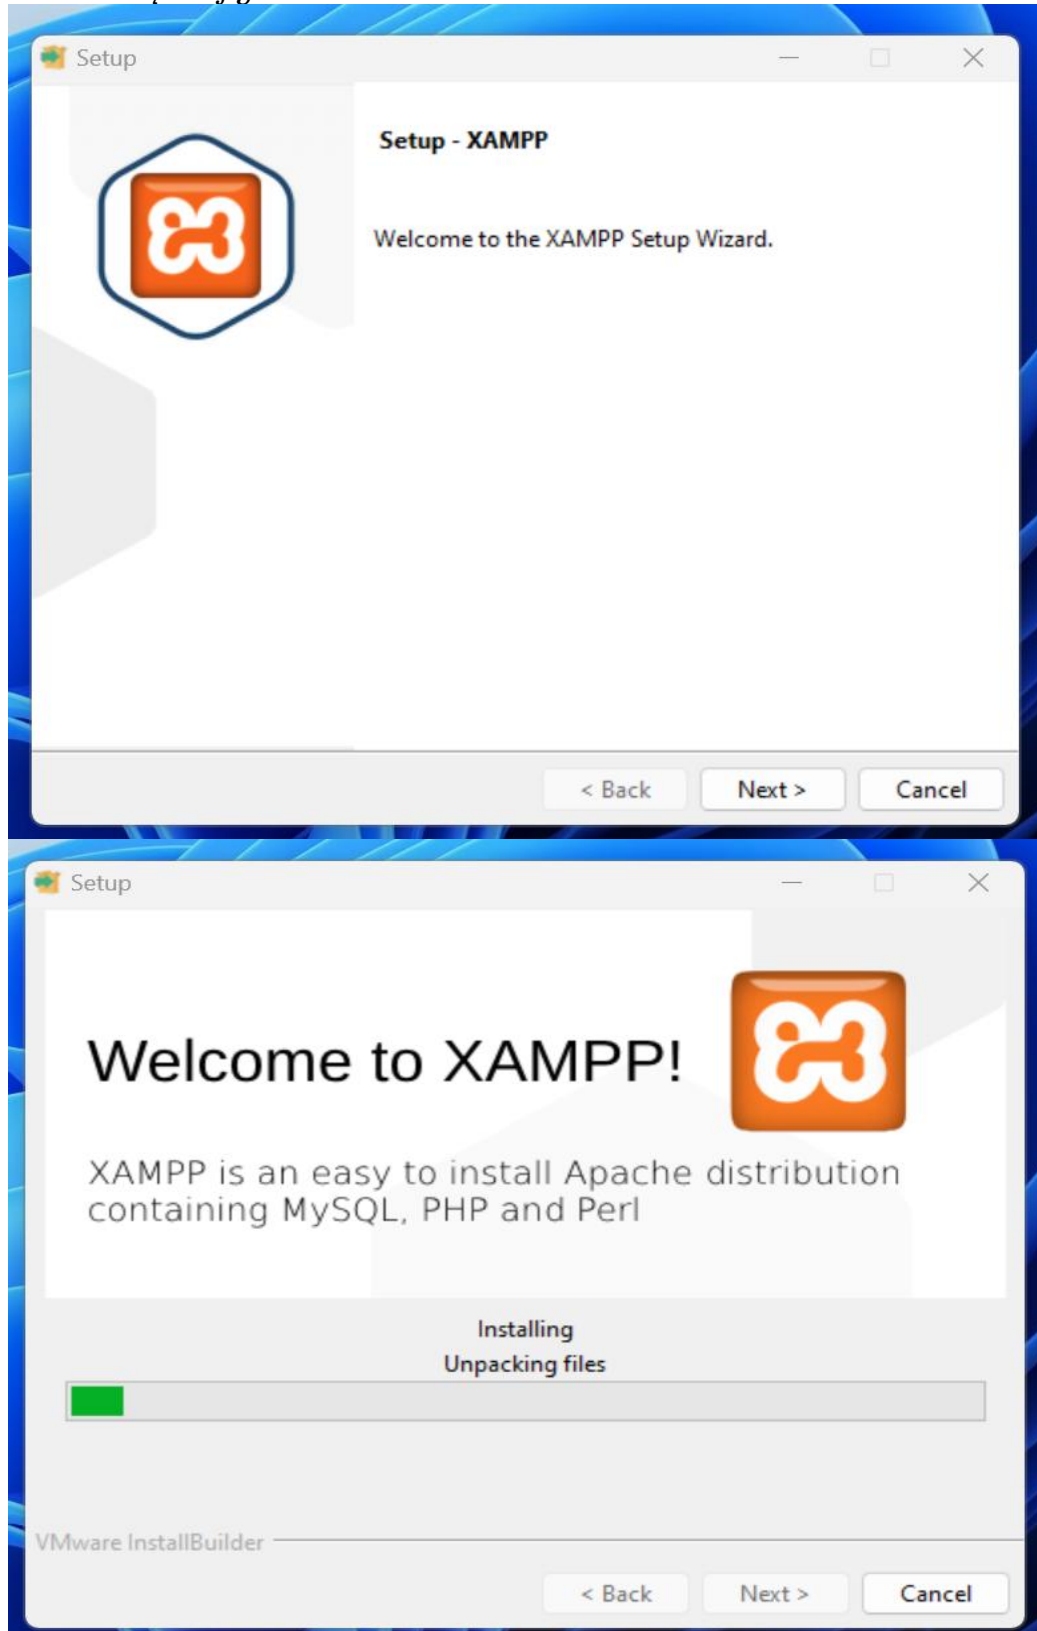 Setup
Setup - XAMPP
Welcome to the XAMPP Setup Wizard.
< Back
Next >
Cancel
Setup
Welcome to XAMPP!
XAMPP is an easy to install Apache distribution
containing MySQL, PHP and Perl
Installing
Unpacking files
VMware InstallBuilder
< Back
Next >
Cancel